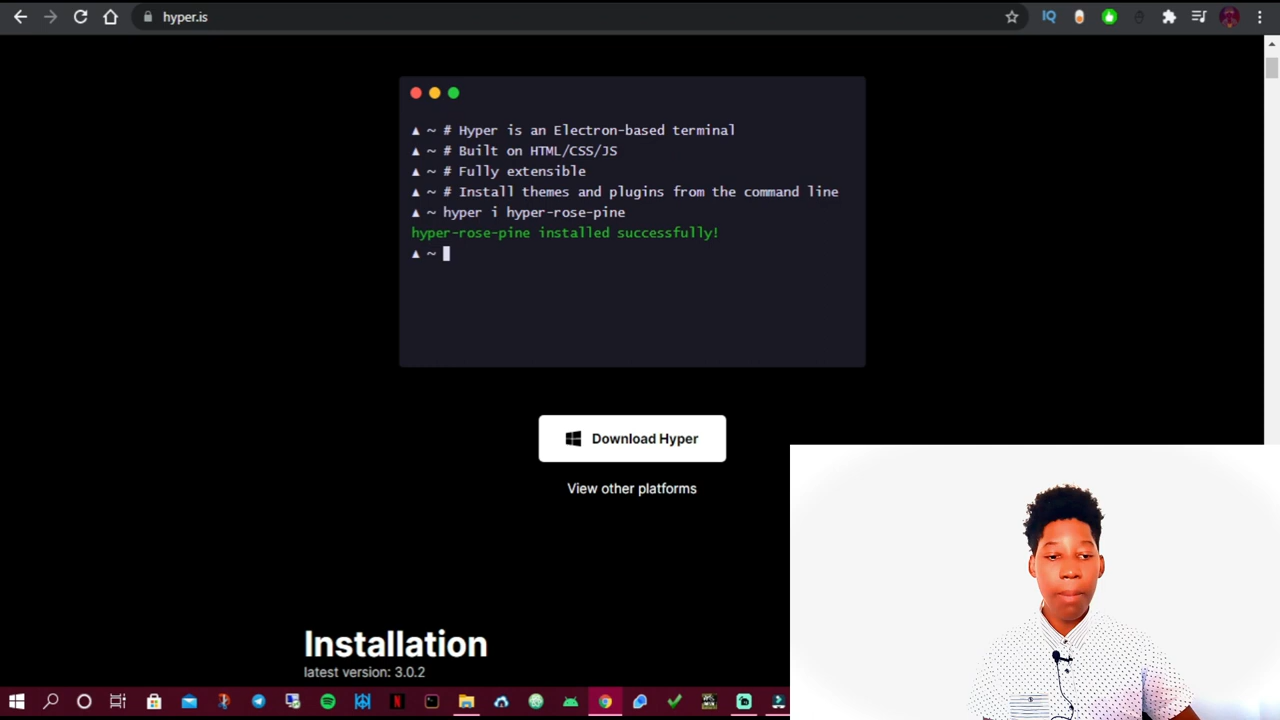 hyper.is
IQ
▲ ~ # Hyper is an Electron-based terminal
▲ ~ # Built on HTML/CSS/JS
▲ ~ # Fully extensible
▲ ~ # Install themes and plugins from the command line
▲ ~ hyper i hyper-rose-pine
hyper-rose-pine installed successfully!
▲ ~
Download Hyper
View other platforms
Installation
latest version: 3.0.2